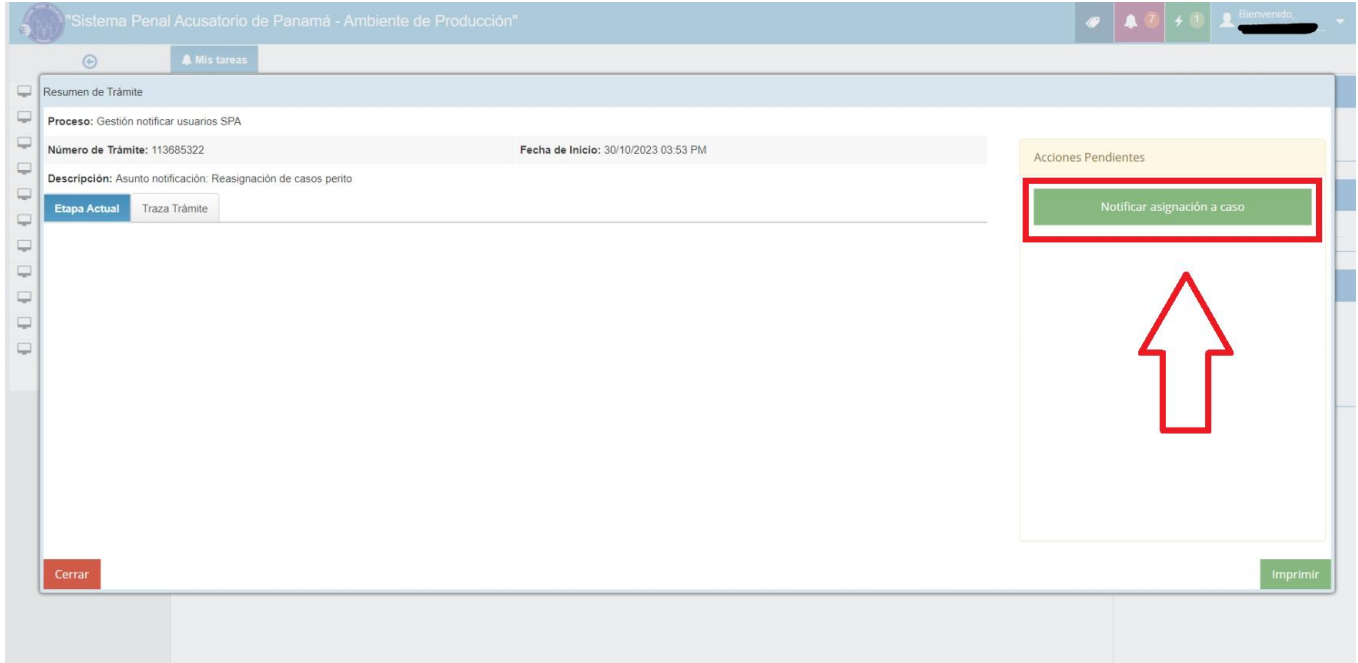 "Sistema Penal Acusatorio de Panamá - Ambiente de Producción"
7
1
Bienvenido,
Mis tareas
Resumen de Trámite
Proceso: Gestión notificar usuarios SPA
Número de Trámite: 113685322
Fecha de Inicio: 30/10/2023 03:53 PM
Descripción: Asunto notificación: Reasignación de casos perito
Etapa Actual
Traza Trámite
Acciones Pendientes
Notificar asignación a caso
Cerrar
Imprimir